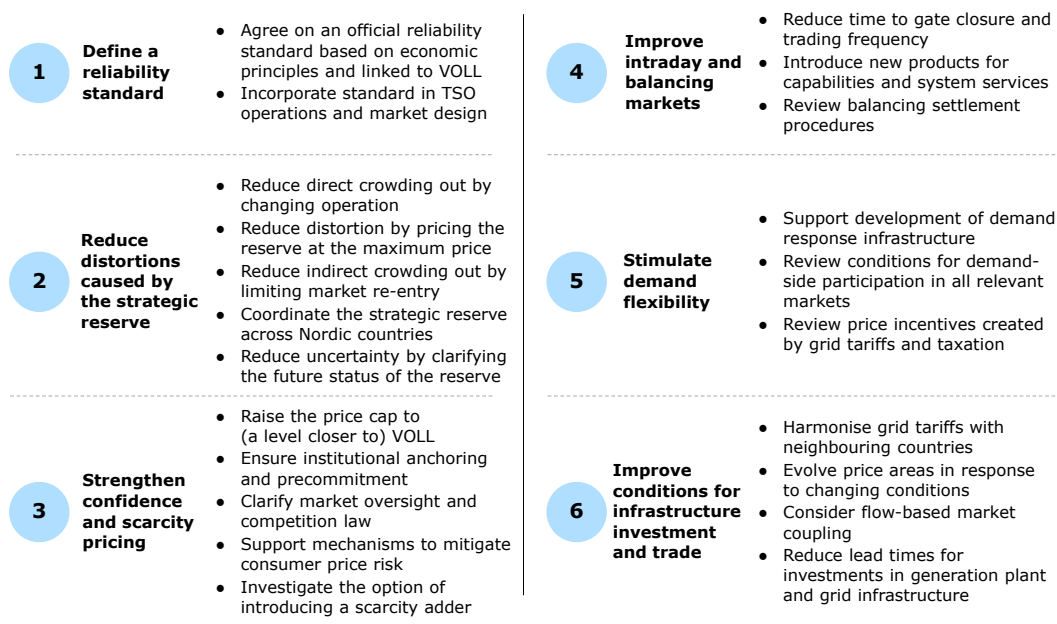 1
Define a
reliability
standard
● Agree on an official reliability
standard based on economic
principles and linked to VOLL
● Incorporate standard in TSO
operations and market design
2
Reduce
distortions
caused by
the strategic
reserve
● Reduce direct crowding out by
changing operation
● Reduce distortion by pricing the
reserve at the maximum price
● Reduce indirect crowding out by
limiting market re-entry
● Coordinate the strategic reserve
across Nordic countries
● Reduce uncertainty by clarifying
the future status of the reserve
3
Strengthen
confidence
and scarcity
pricing
● Raise the price cap to
(a level closer to) VOLL
● Ensure institutional anchoring
and precommitment
● Clarify market oversight and
competition law
● Support mechanisms to mitigate
consumer price risk
● Investigate the option of
introducing a scarcity adder
4
Improve
intraday and
balancing
markets
● Reduce time to gate closure and
trading frequency
● Introduce new products for
capabilities and system services
● Review balancing settlement
procedures
5
Stimulate
demand
flexibility
● Support development of demand
response infrastructure
● Review conditions for demand-
side participation in all relevant
markets
● Review price incentives created
by grid tariffs and taxation
6
Improve
conditions for
infrastructure
investment
and trade
● Harmonise grid tariffs with
neighbouring countries
● Evolve price areas in response
to changing conditions
● Consider flow-based market
coupling
● Reduce lead times for
investments in generation plant
and grid infrastructure